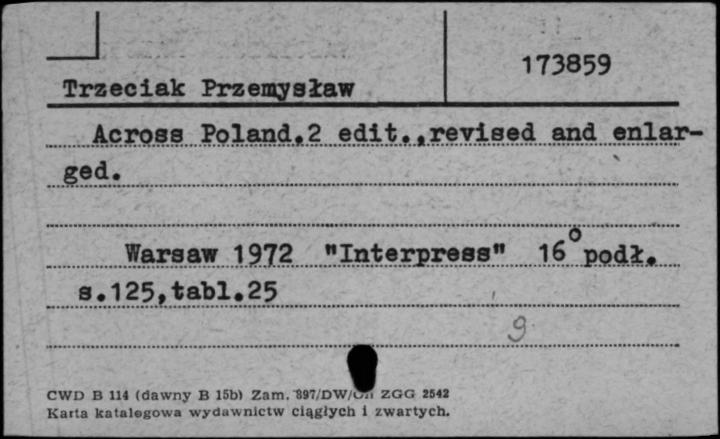 173859
Trzeciak Przemysław
Across Poland.2 edit.,revised and enlar-
ged.
Warsaw 1972 "Interpress" 16° podł.
s.125,tabl.25
9
CWD B 114 (dawny B 15b) Zam. 897/DW/ ZGG 2542
Karta katalogowa wydawnictw ciągłych i zwartych.